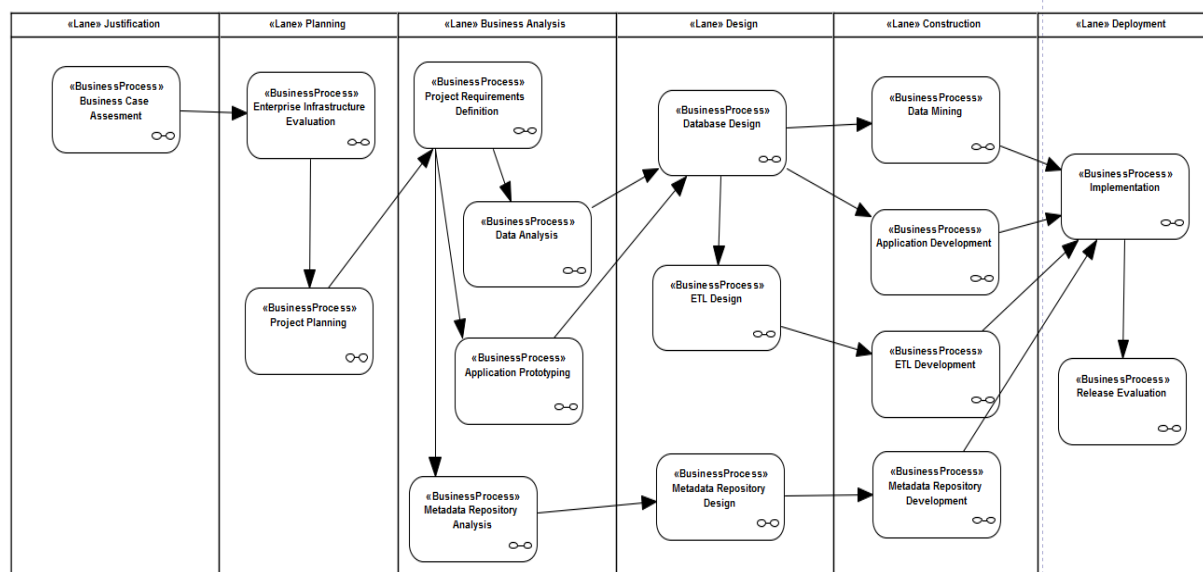 «Lane» Justification
«Lane» Planning
«Lane» Business Analysis
«Lane» Design
«Lane» Construction
«Lane» Deployment
«BusinessProcess»
Business Case
Assesment
«BusinessProcess»
Enterprise Infrastructure
Evaluation
«BusinessProcess»
Project Planning
«BusinessProcess»
Project Requirements
Definition
«BusinessProcess»
Data Analysis
«BusinessProcess»
Application Prototyping
«BusinessProcess»
Metadata Repository
Analysis
«BusinessProcess»
Database Design
«BusinessProcess»
ETL Design
«BusinessProcess»
Metadata Repository
Design
«BusinessProcess»
Data Mining
«BusinessProcess»
Application Development
«BusinessProcess»
ETL Development
«BusinessProcess»
Metadata Repository
Development
«BusinessProcess»
Implementation
«BusinessProcess»
Release Evaluation